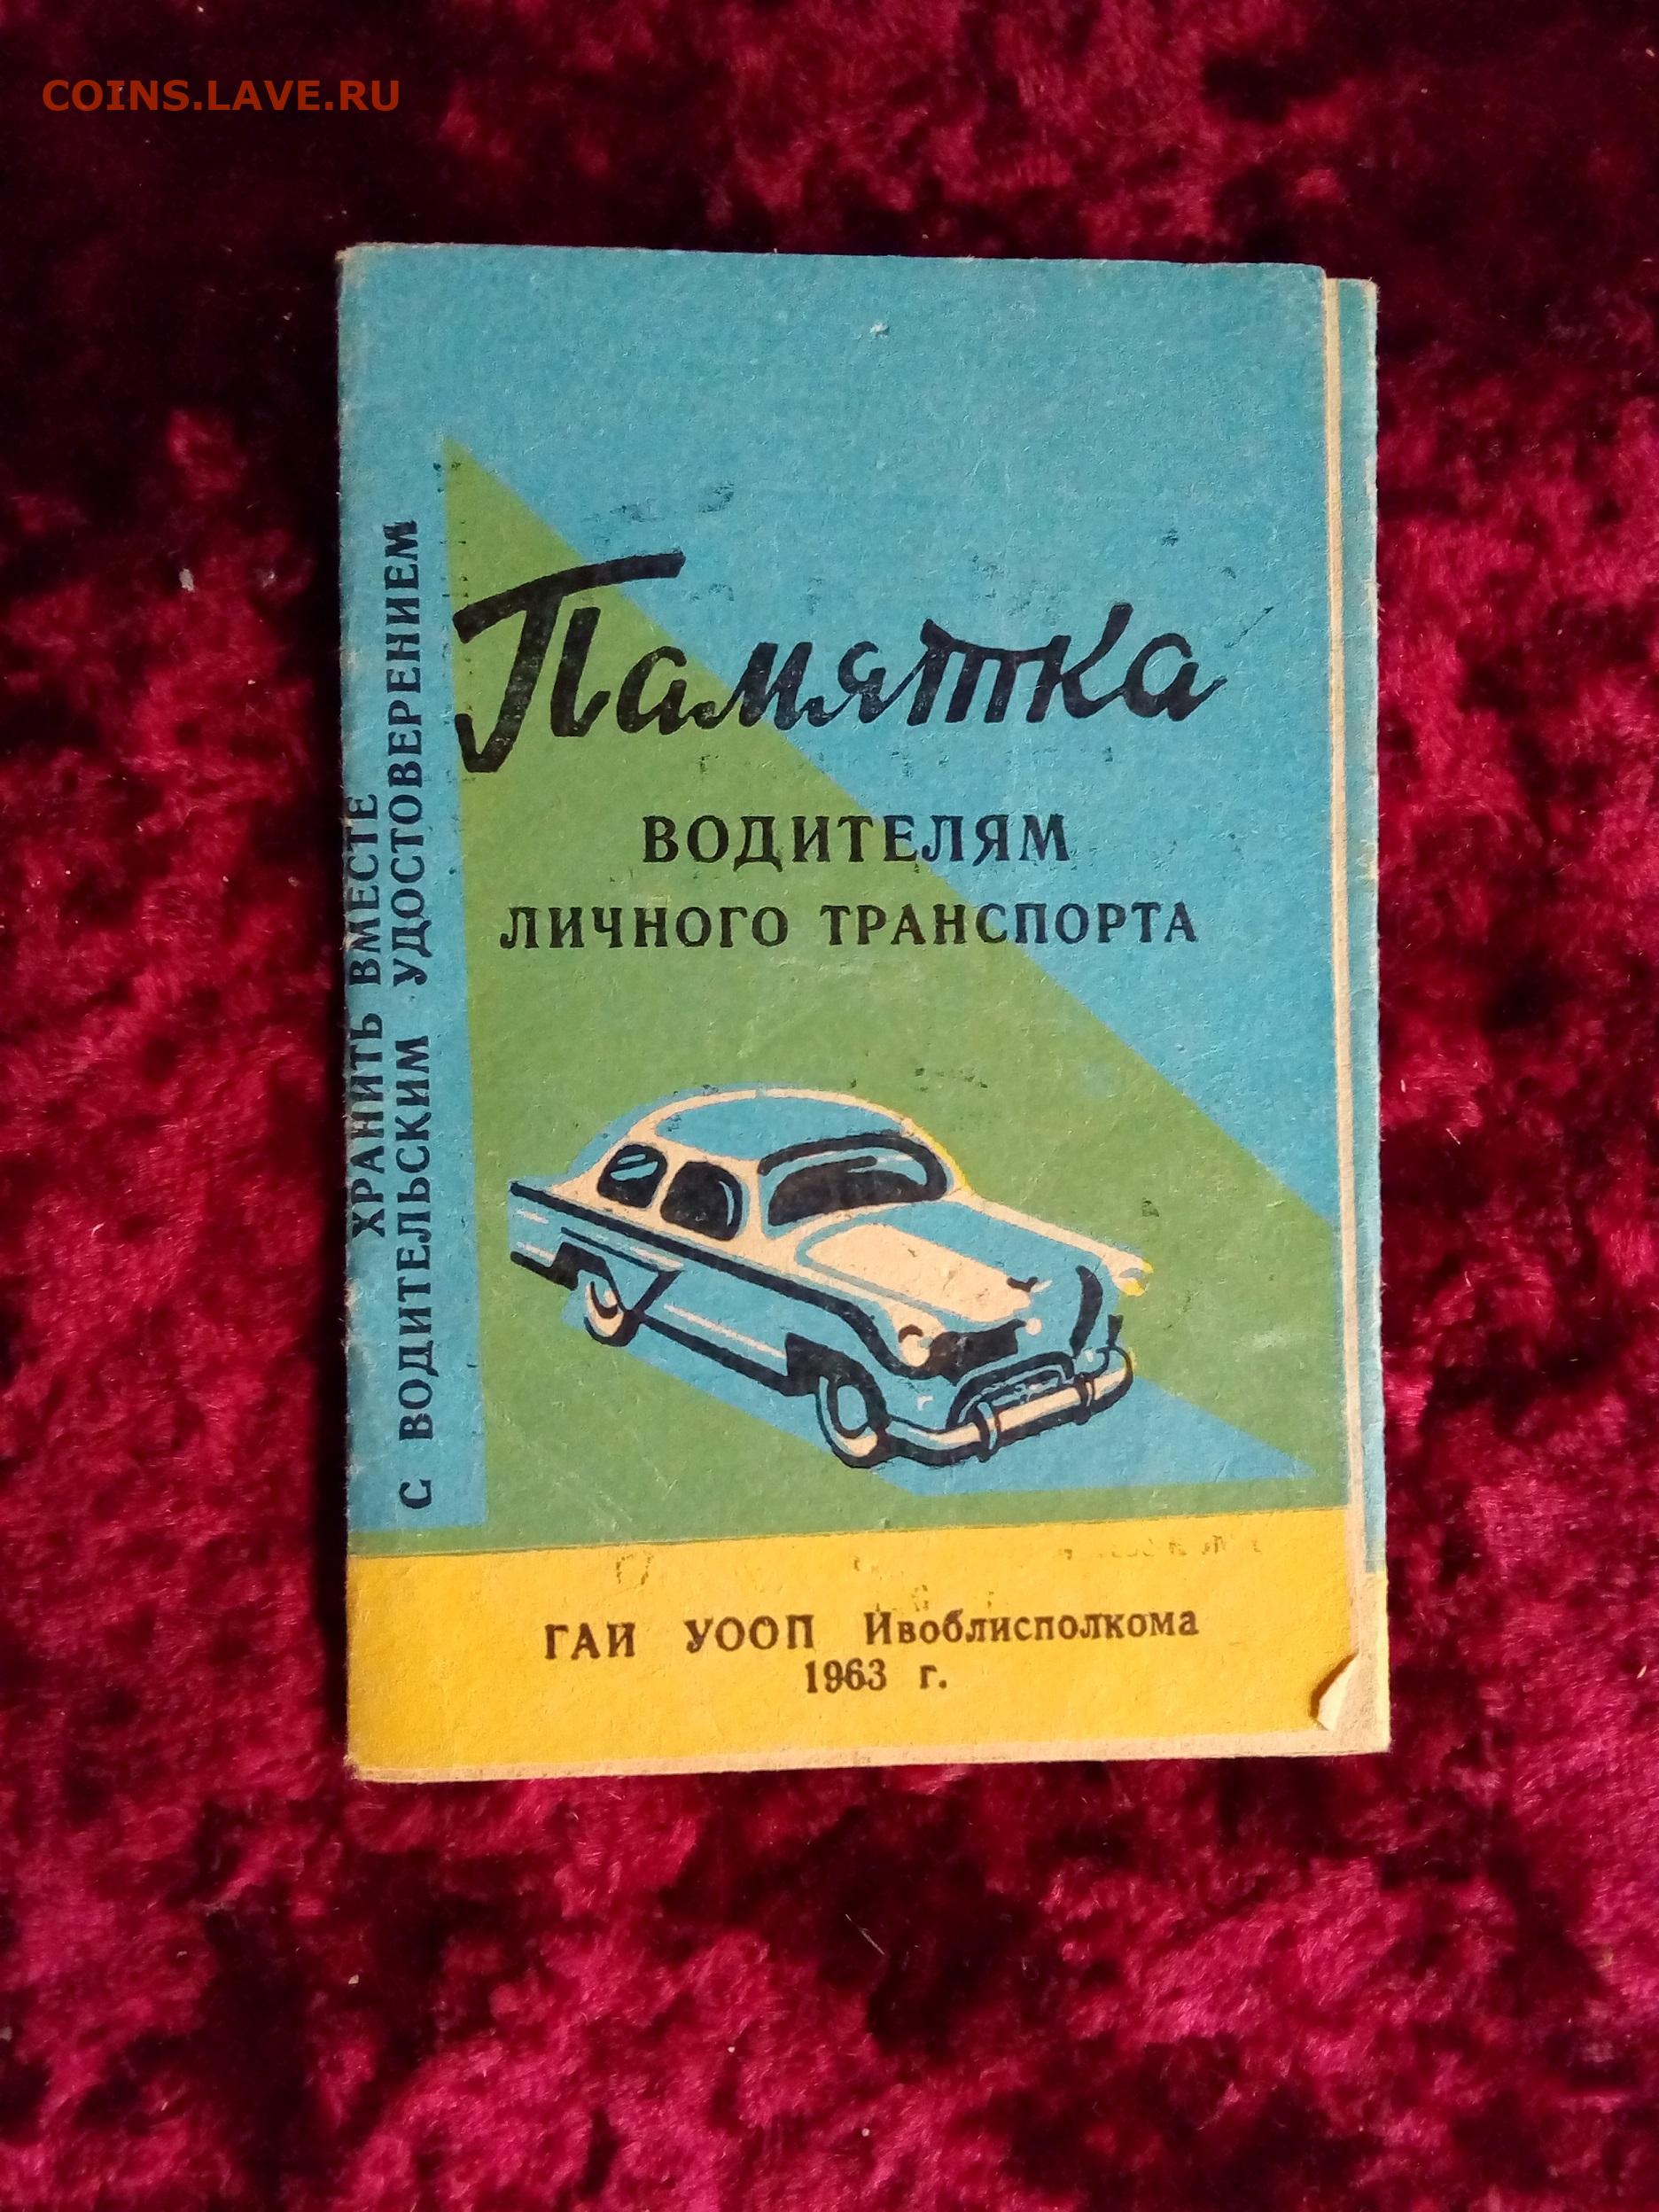 COINS.LAVE.RU
ХРАНИТЬ ВМЕСТЕ
С ВОДИТЕЛЬСКИМ УДОСТОВЕРЕНИЕМ
Памятка
ВОДИТЕЛЯМ
ЛИЧНОГО ТРАНСПОРТА
ГАИ УООП Ивоблисполкома
1963 г.